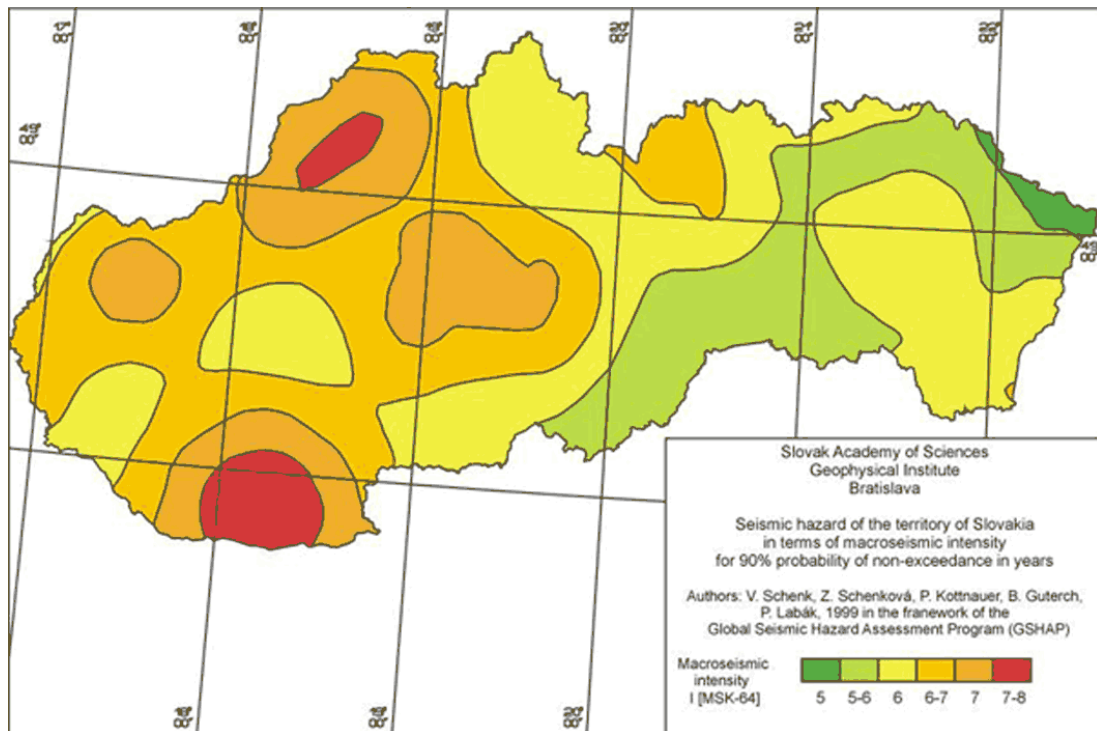 Slovak Academy of Sciences
Geophysical Institute
Bratislava
Seismic hazard of the territory of Slovakia
in terms of macroseismic intensity
for 90% probability of non-exceedance in years
Authors: V. Schenk, Z. Schenková, P. Kottnauer, B. Guterch,
P. Labák, 1999 in the franework of the
Global Seismic Hazard Assessment Program (GSHAP)
Macroseismic
intensity
I [MSK-64]
5 5-6 6 6-7 7 7-8